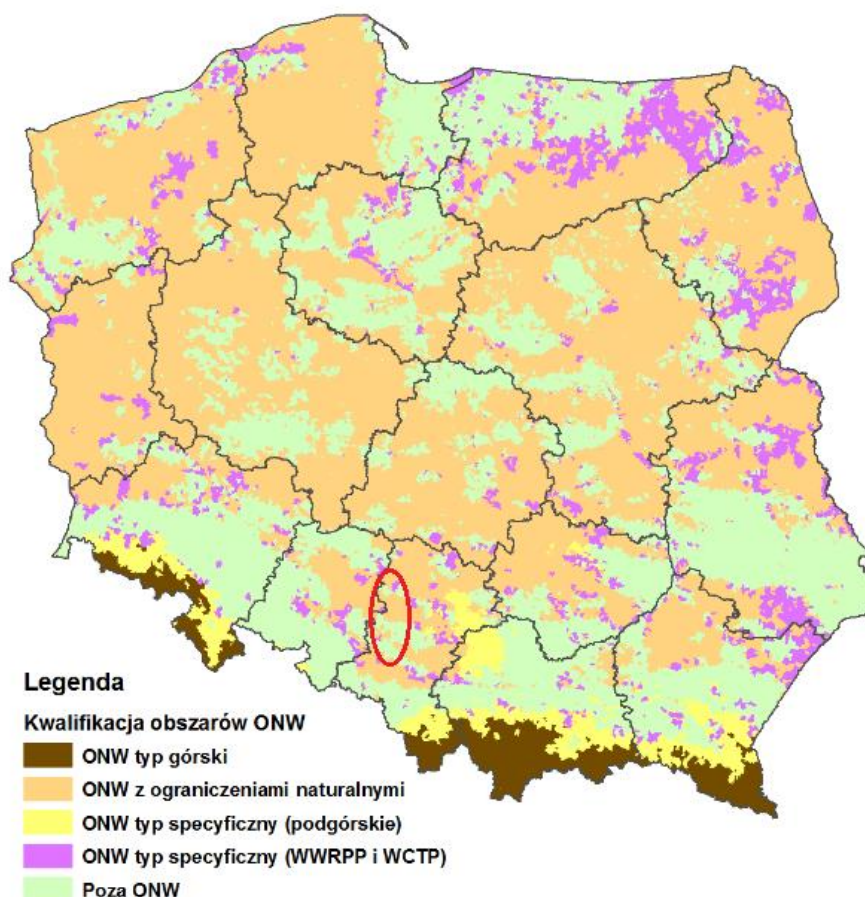 Legenda
Kwalifikacja obszarów ONW
ONW typ górski
ONW z ograniczeniami naturalnymi
ONW typ specyficzny (podgórskie)
ONW typ specyficzny (WWRPP i WCTP)
Poza ONW